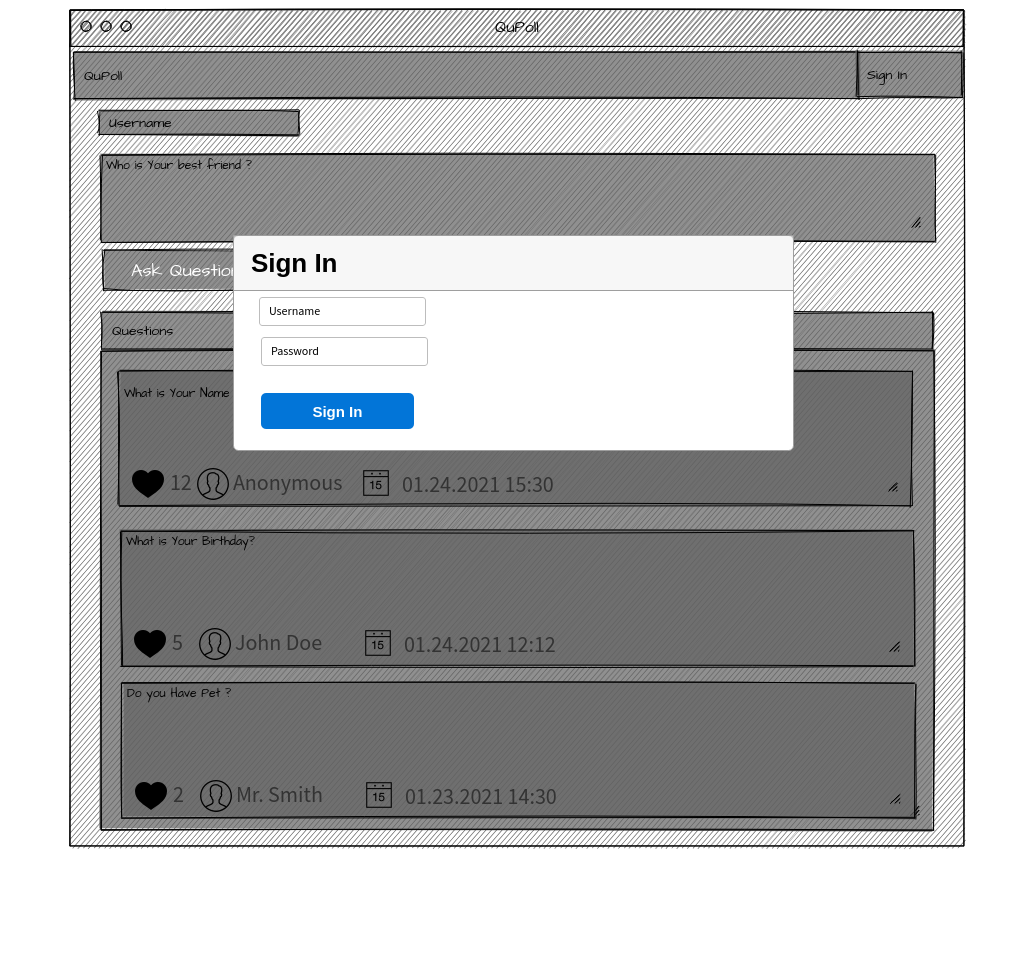 QuPoll
QuPoll
Sign In
Username
Who is Your best friend ?
Ask Question
Sign In
Username
Password
Sign In
Questions
What is Your Name
12 Anonymous 15 01.24.2021 15:30
What is Your Birthday?
5 John Doe 15 01.24.2021 12:12
Do you Have Pet ?
2 Mr. Smith 15 01.23.2021 14:30